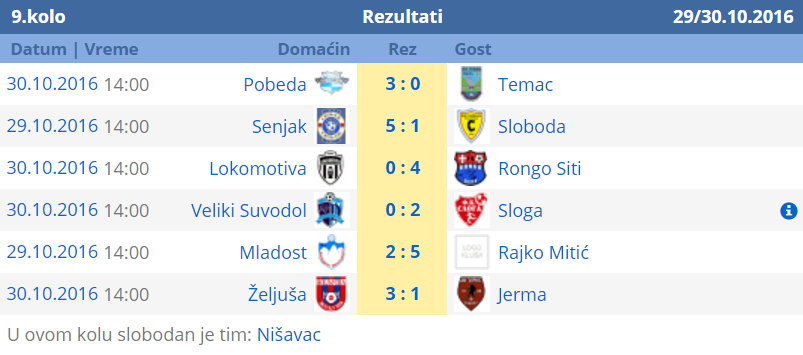 9.kolo Rezultati 29/30.10.2016
Datum | Vreme Domaćin Rez Gost
30.10.2016 14:00 Pobeda 3 : 0 Temac
29.10.2016 14:00 Senjak 5 : 1 Sloboda
30.10.2016 14:00 Lokomotiva 0 : 4 Rongo Siti
30.10.2016 14:00 Veliki Suvodol 0 : 2 Sloga
29.10.2016 14:00 Mladost 2 : 5 Rajko Mitić
30.10.2016 14:00 Željuša 3 : 1 Jerma
U ovom kolu slobodan je tim: Nišavac